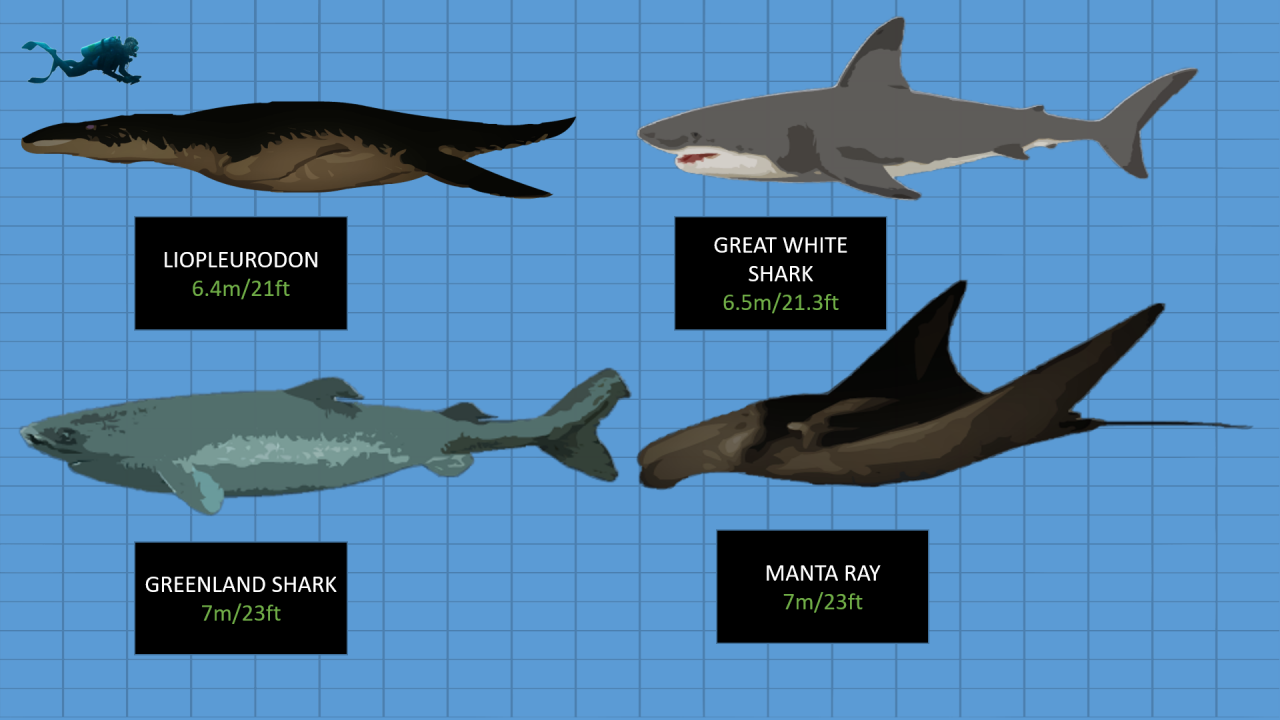 LIOPLEURODON
6.4m/21ft
GREAT WHITE
SHARK
6.5m/21.3ft
GREENLAND SHARK
7m/23ft
MANTA RAY
7m/23ft